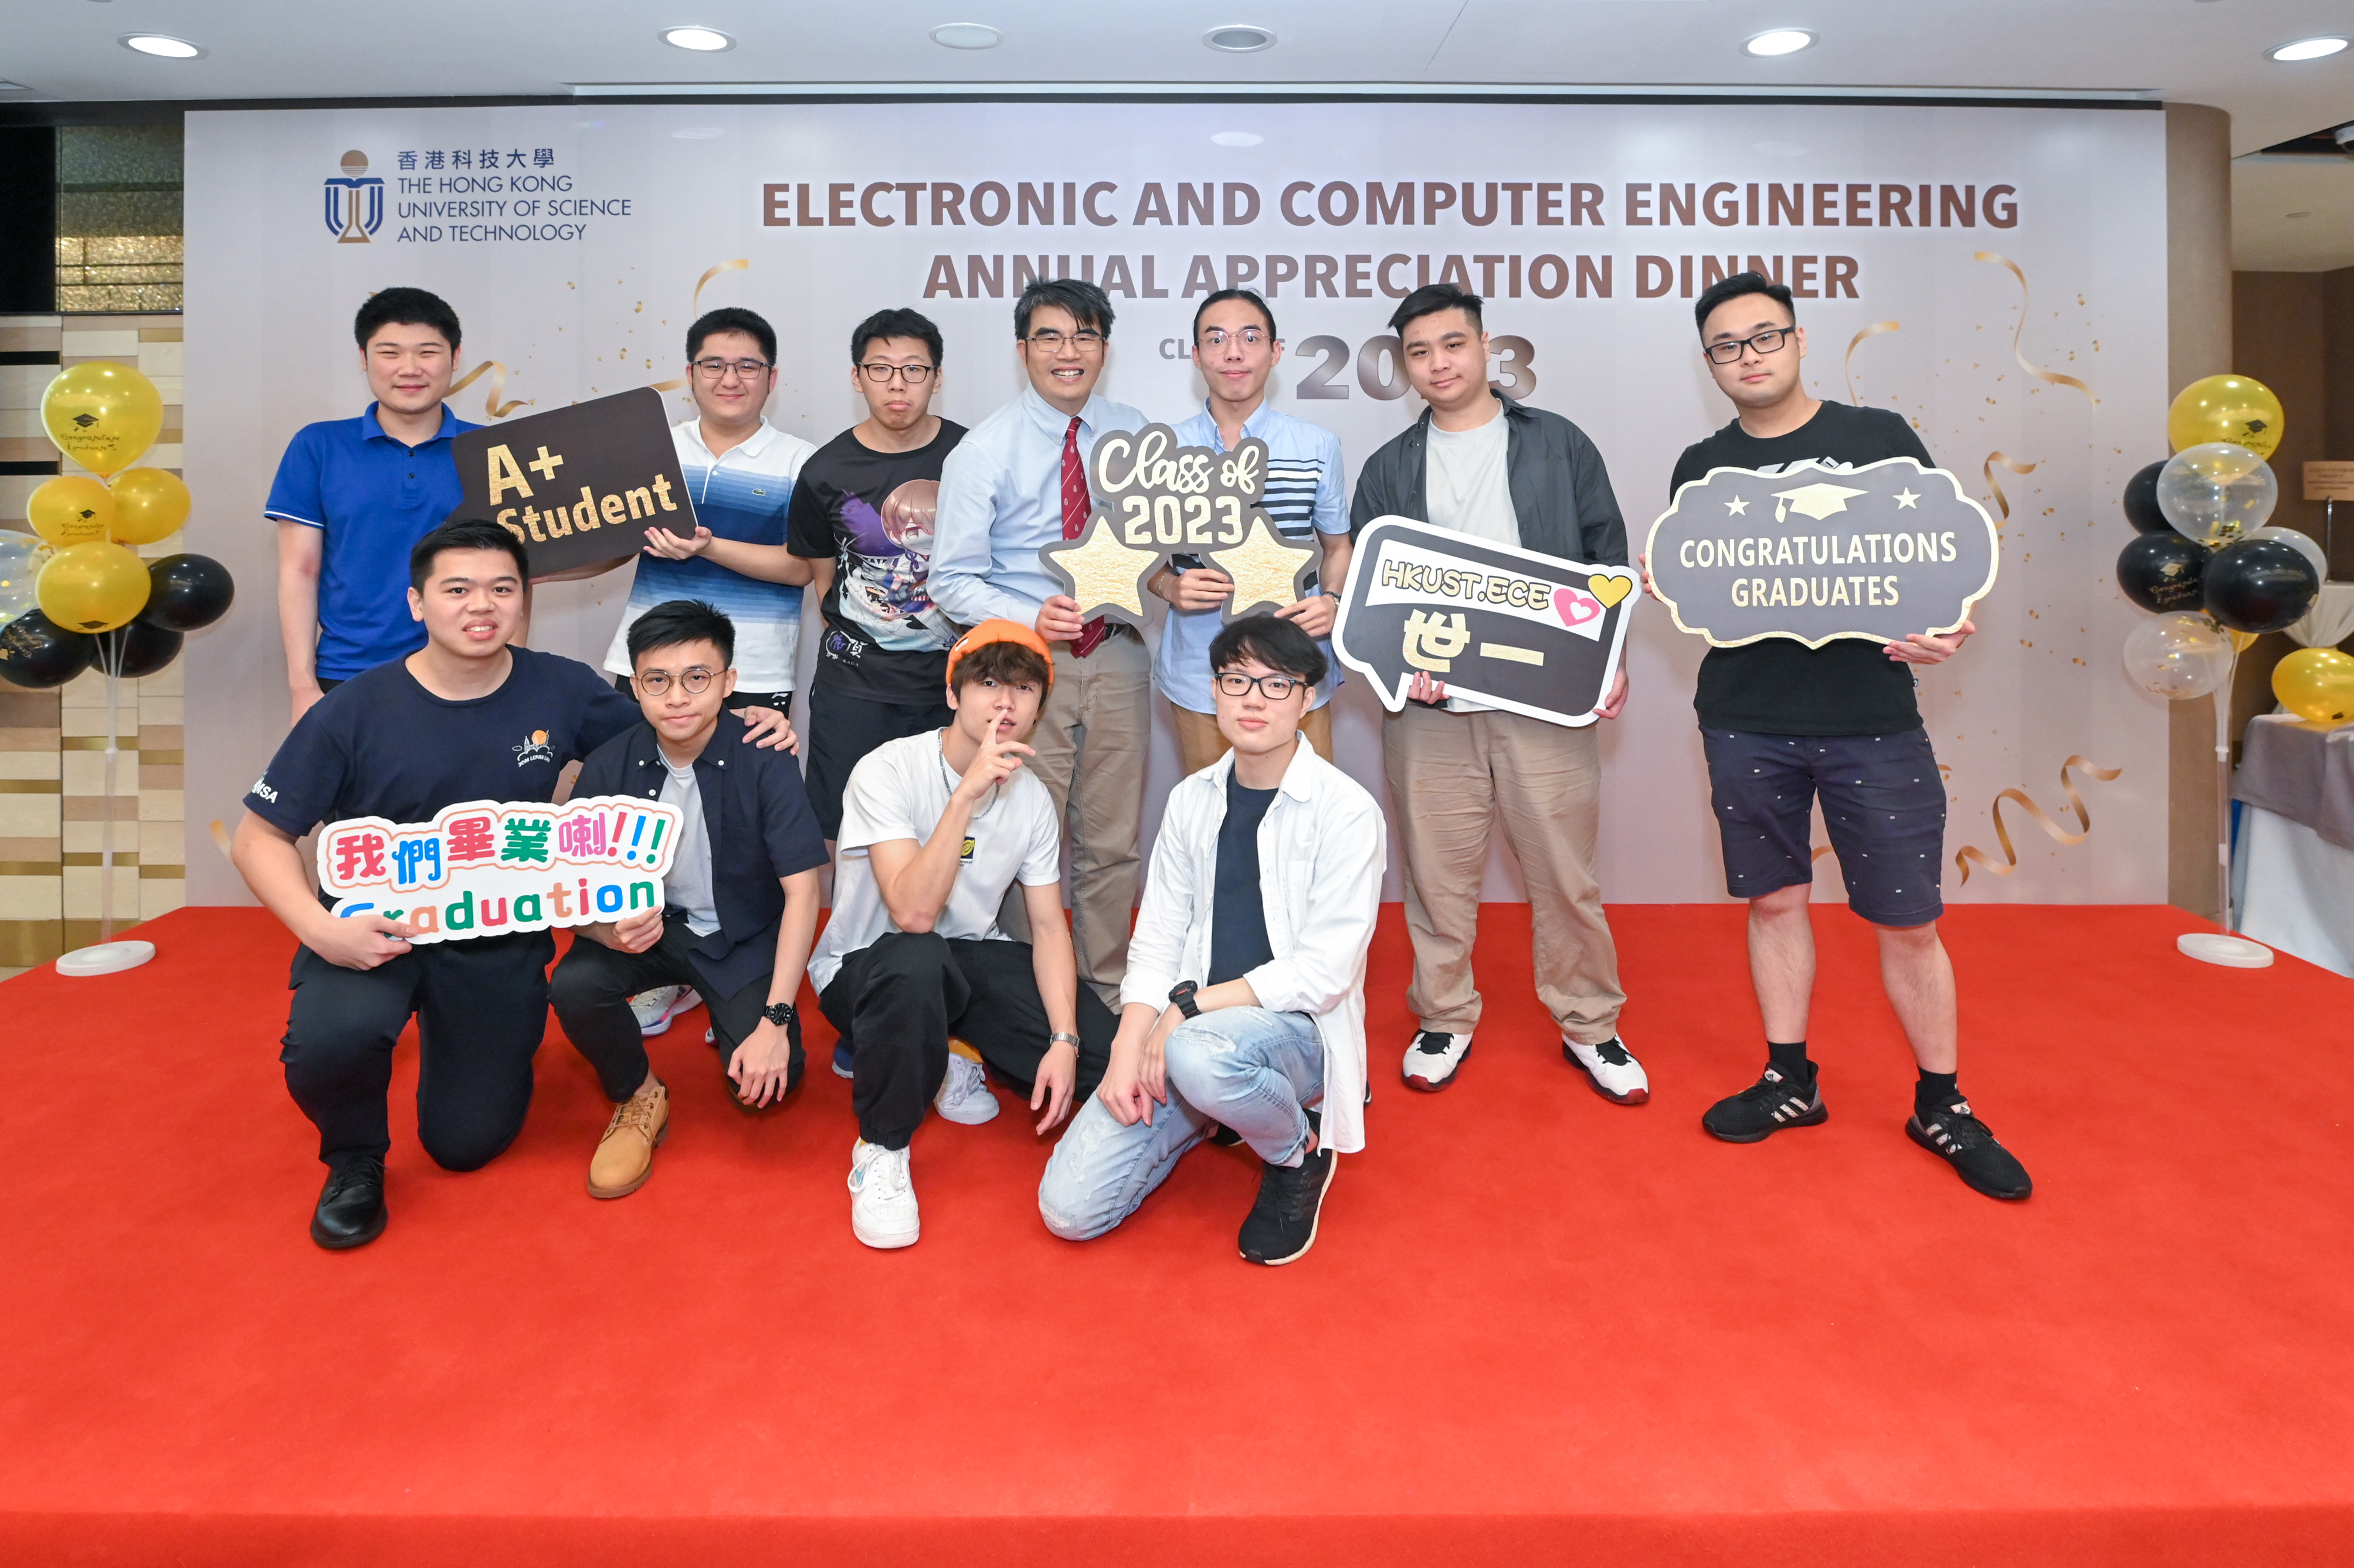 香港科技大學
THE HONG KONG
UNIVERSITY OF SCIENCE
AND TECHNOLOGY
ELECTRONIC AND COMPUTER ENGINEERING
ANNUAL APPRECIATION DINNER
A+
Student
Class of
2023
HKUST.ECE
世一
CONGRATULATIONS
GRADUATES
我們畢業喇!!!
Graduation